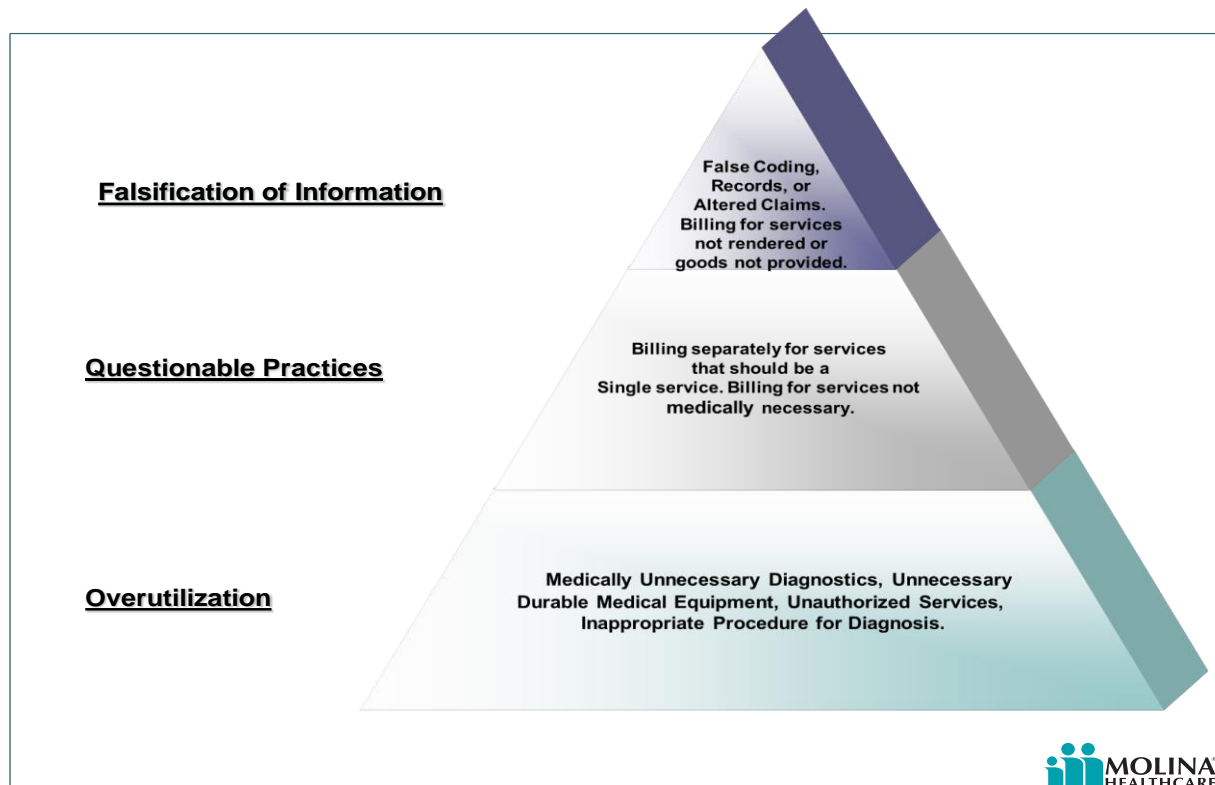 Falsification of Information
False Coding,
Records, or
Altered Claims.
Billing for services
not rendered or
goods not provided.
Questionable Practices
Billing separately for services
that should be a
Single service. Billing for services not
medically necessary.
Overutilization
Medically Unnecessary Diagnostics, Unnecessary
Durable Medical Equipment, Unauthorized Services,
Inappropriate Procedure for Diagnosis.
MOLINA
HEALTHCARE